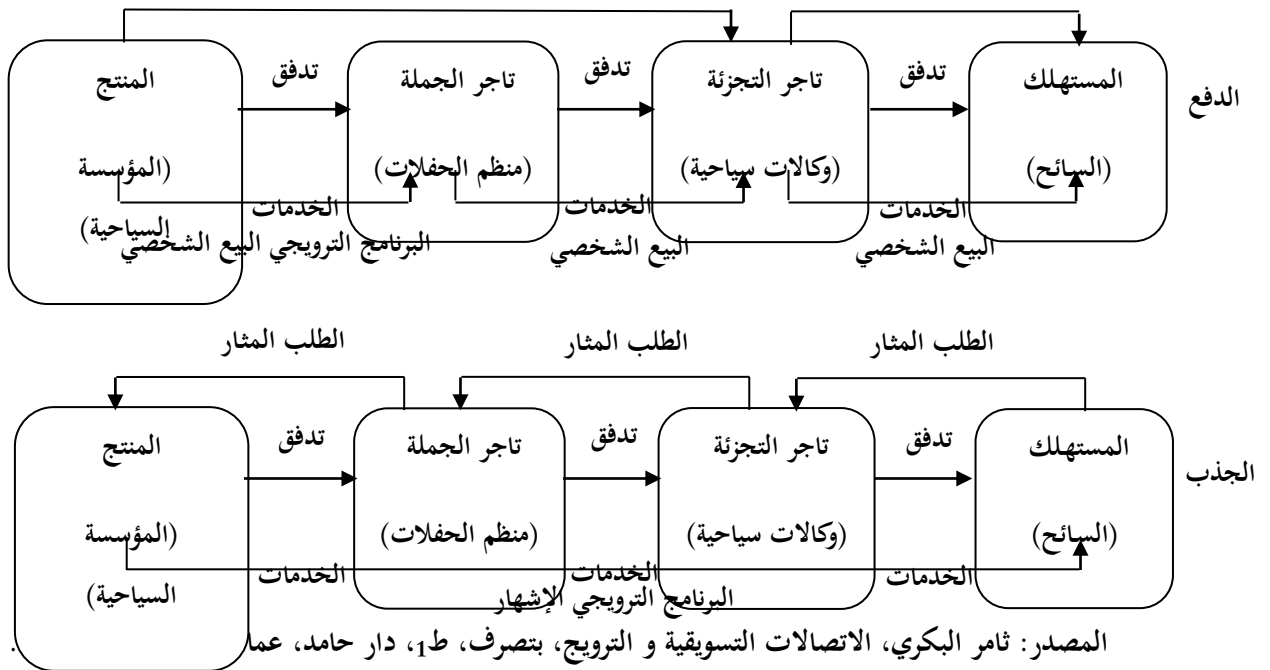 المنتج تدفق تاجر الجملة تدفق تاجر التجزئة تدفق المستهلك
الدفع
(المؤسسة (منظم الحفلات) (وكالات سياحية) (السائح)
الخدمات الخدمات الخدمات
السياحية)
البرنامج الترويجي البيع الشخصي البيع الشخصي البيع الشخصي
الطلب المثار الطلب المثار الطلب المثار
المنتج تدفق تاجر الجملة تدفق تاجر التجزئة تدفق المستهلك
الجذب
(المؤسسة (منظم الحفلات) (وكالات سياحية) (السائح)
الخدمات الخدمات الخدمات
السياحية)
البرنامج الترويجي الإشهار
المصدر: ثامر البكري، الاتصالات التسويقية و الترويج، بتصرف، ط1، دار حامد، عما